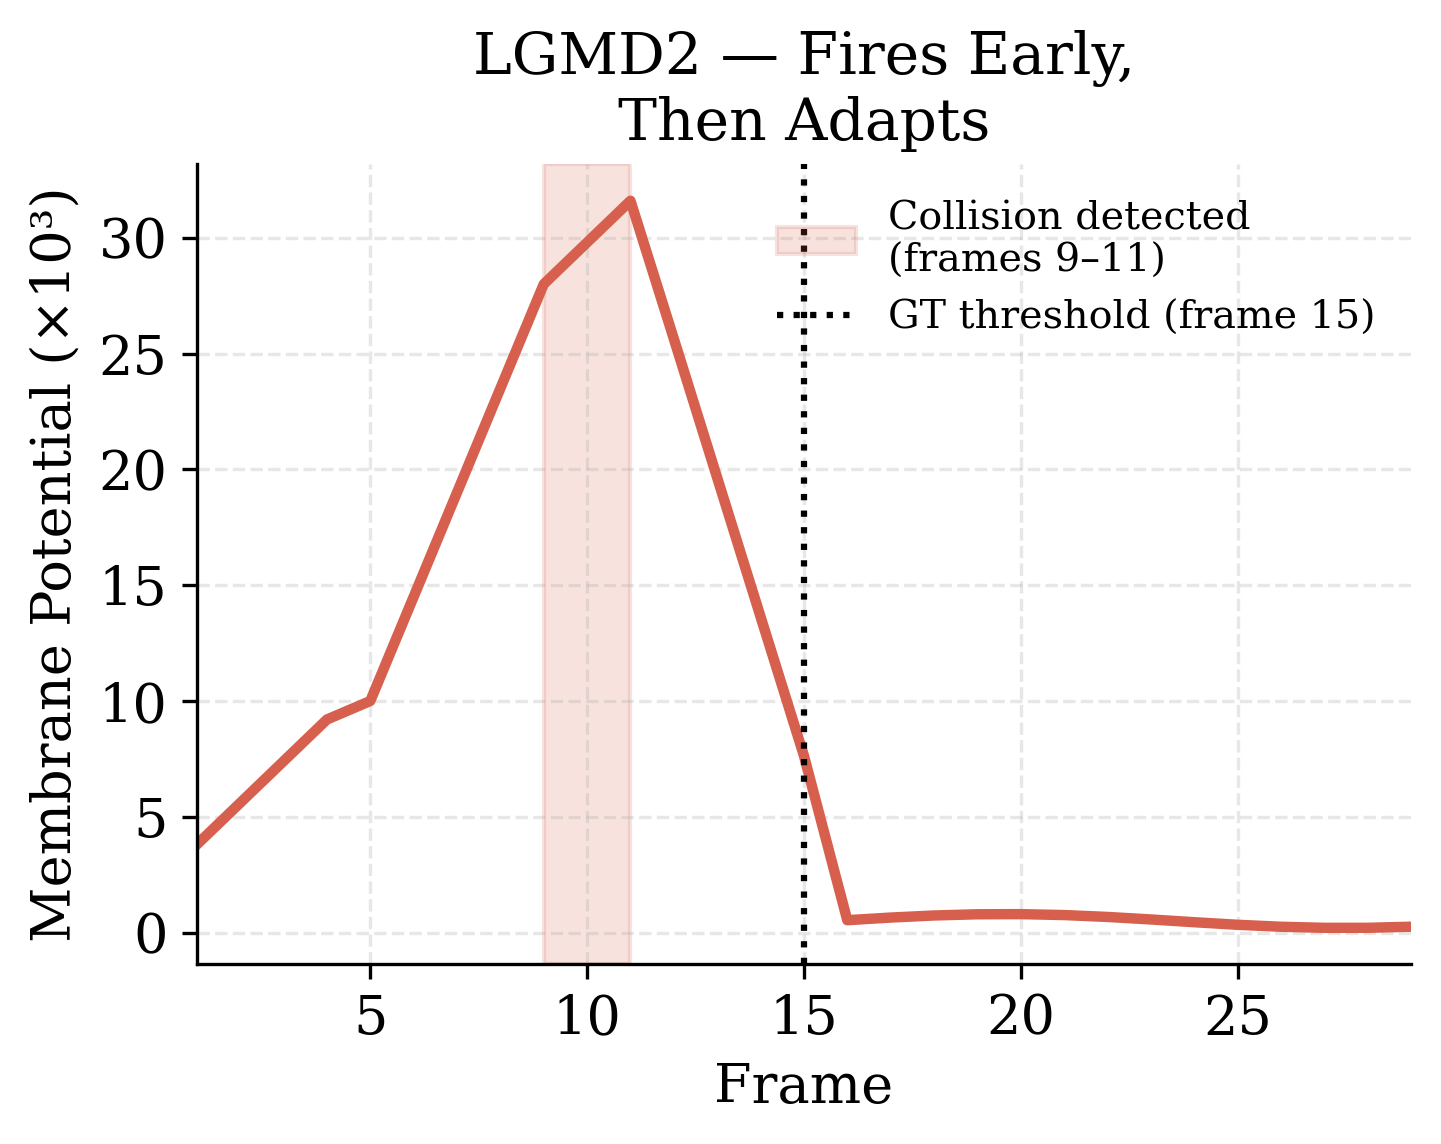 LGMD2 — Fires Early,
Then Adapts
Collision detected
(frames 9–11)
GT threshold (frame 15)
Membrane Potential (×10³)
30
25
20
15
10
5
0
5
10
15
20
25
Frame